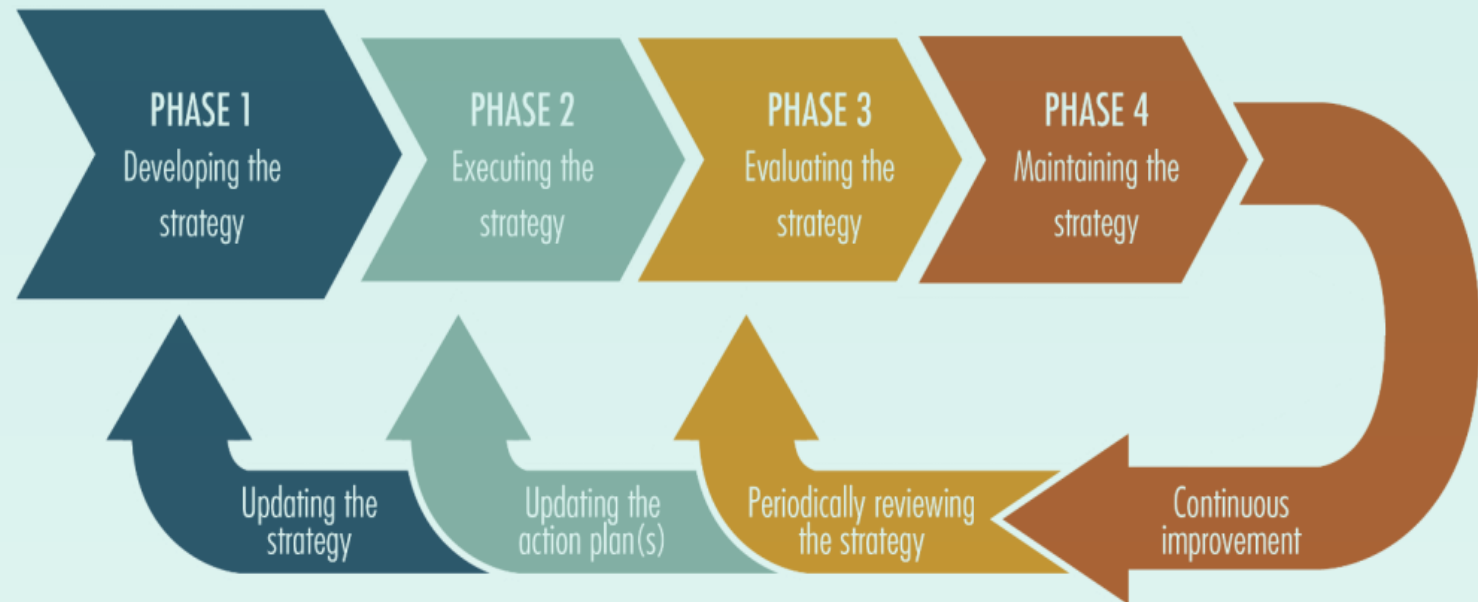 PHASE 1
Developing the
strategy
PHASE 2
Executing the
strategy
PHASE 3
Evaluating the
strategy
PHASE 4
Maintaining the
strategy
Updating the
strategy
Updating the
action plan(s)
Periodically reviewing
the strategy
Continuous
improvement